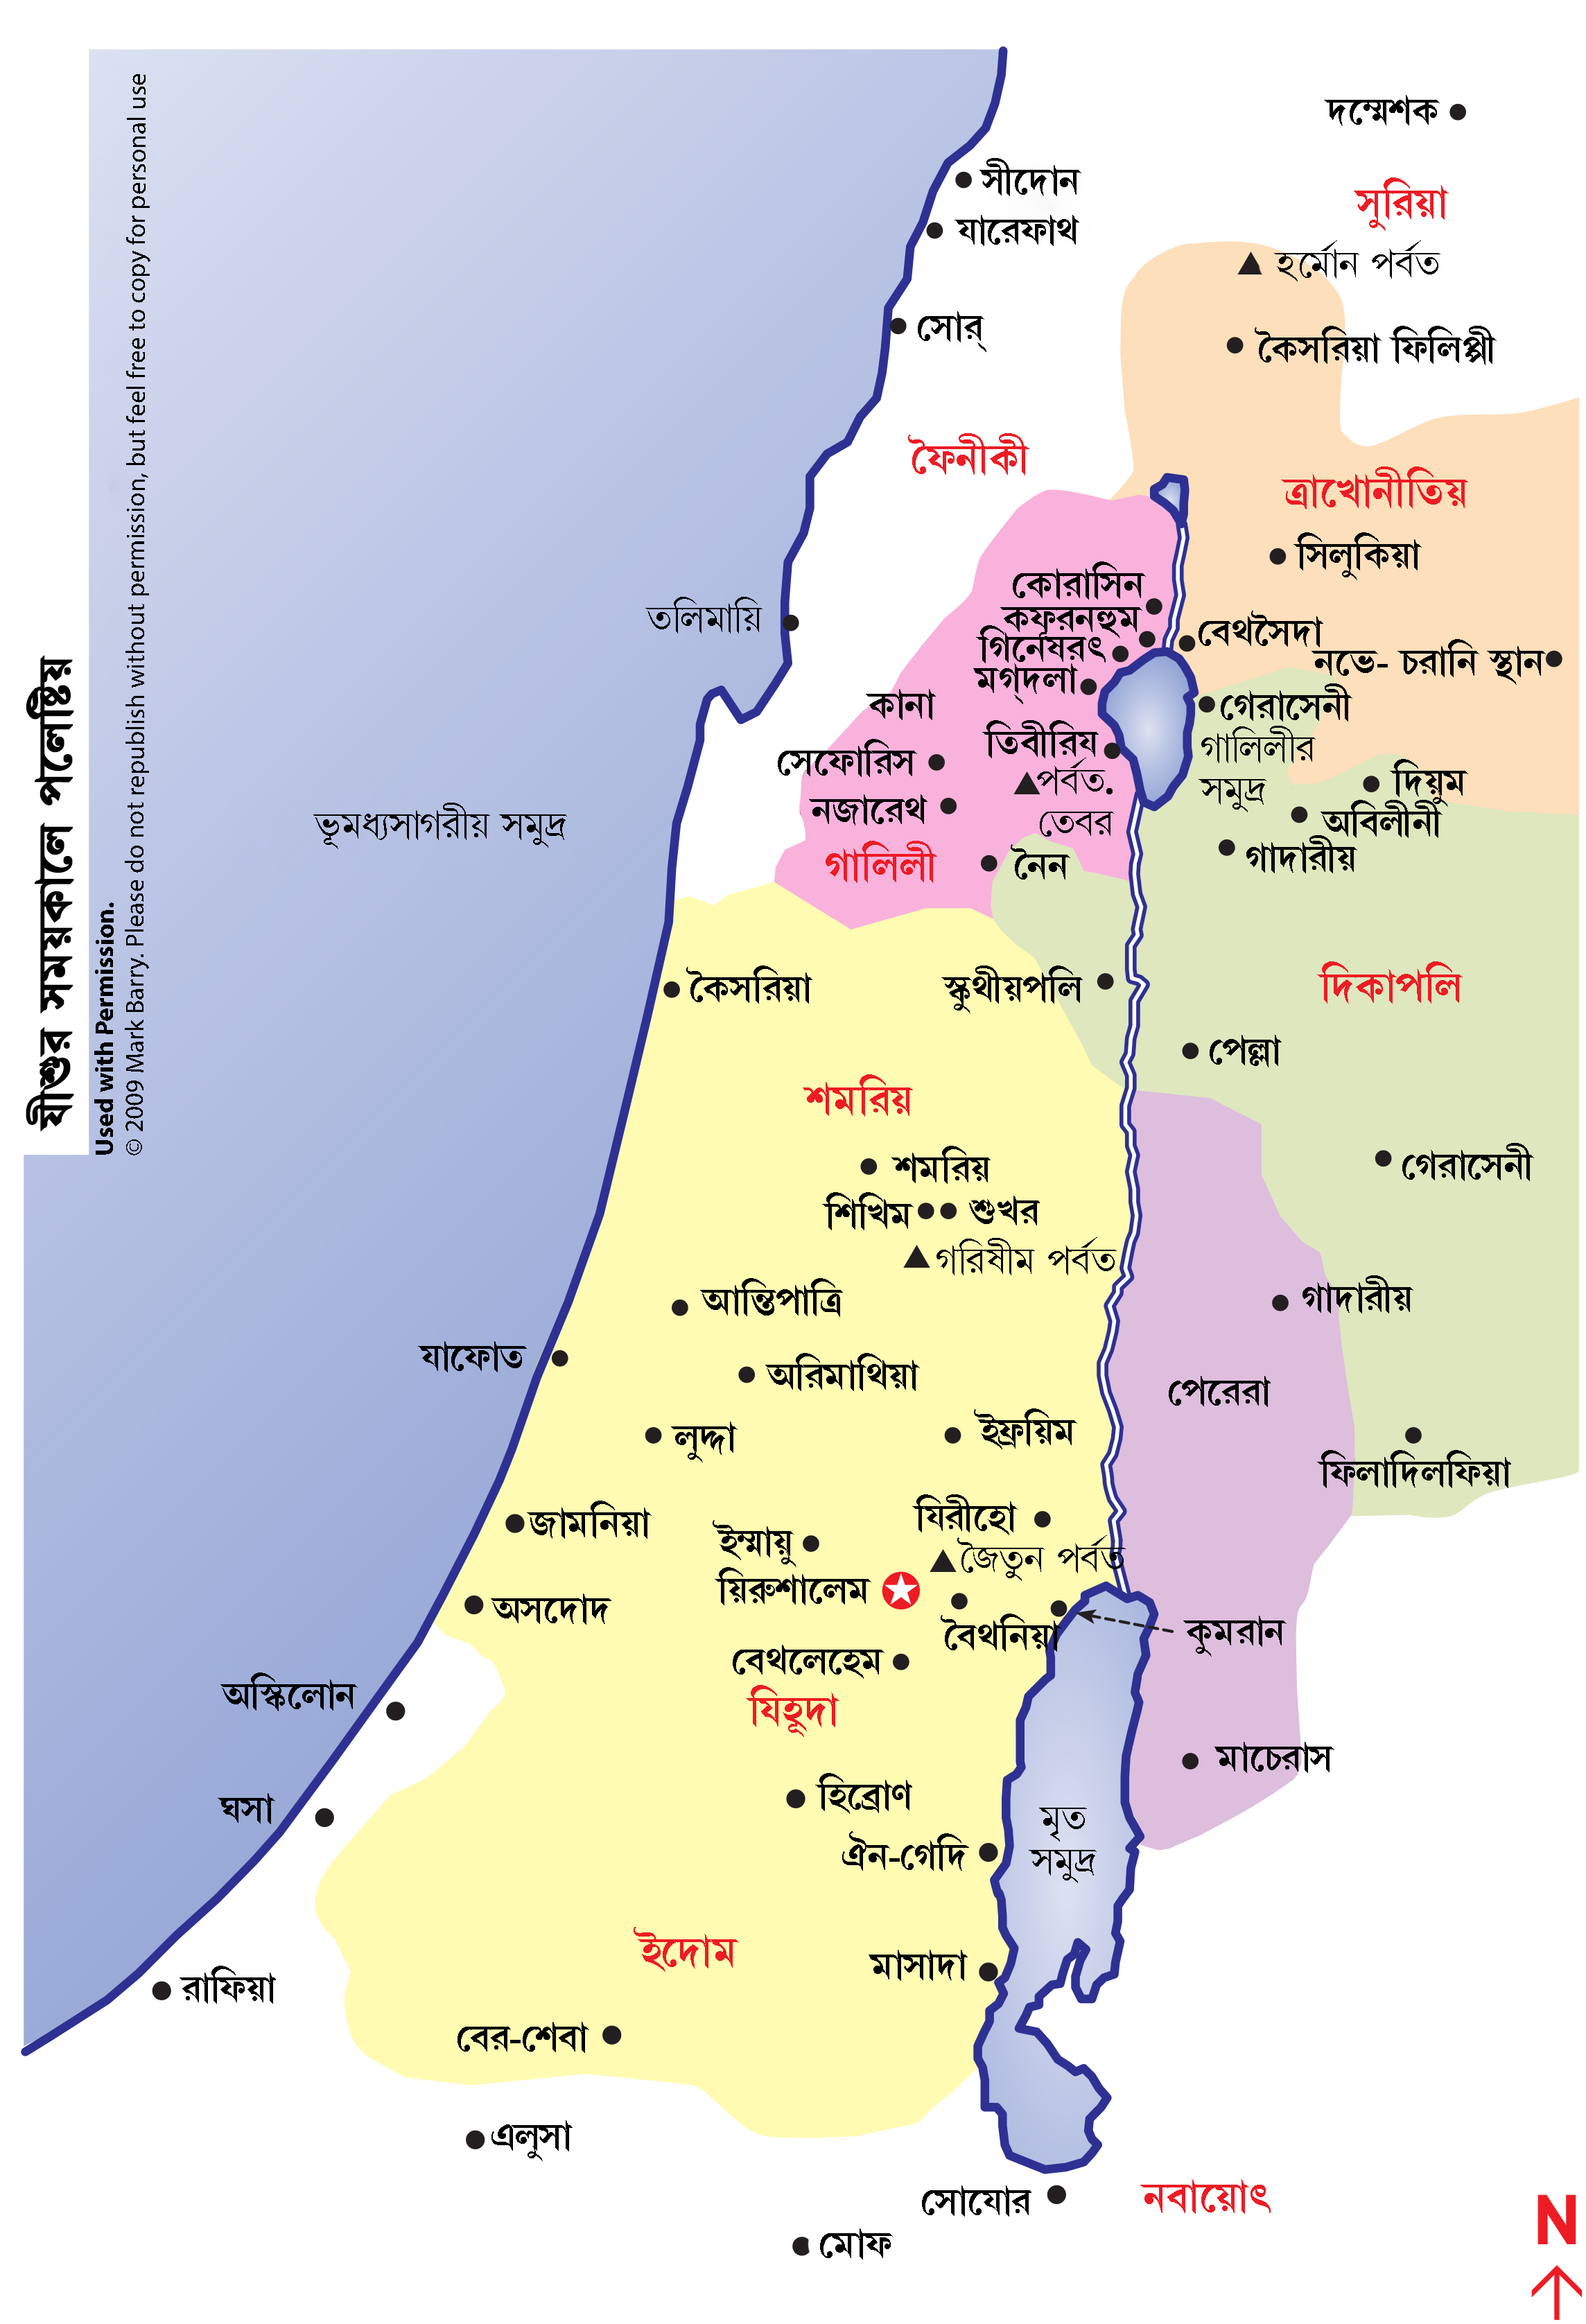 যীশুর সময়কালে পলেষ্টিয়
Used with Permission.
© 2009 Mark Barry. Please do not republish without permission, but feel free to copy for personal use
দম্মেশক
সীদোন
সুরিয়া
যারেফাথ
হর্মোন পর্বত
সোর্
কৈসরিয়া ফিলিপ্পী
ফৈনীকী
ত্রাখোনীতিয়
সিলুকিয়া
কোরাসিন
তলিমায়ি
কফূরনহুম
বেথসৈদা
গিনেষরৎ
নভে- চরানি স্থান
মগ্দলা
কানা
গেরাসেনী
তিবীরিয
গালিলীর
সমুদ্র
সেফোরিস
পর্বত.
তেবর
দিয়ুম
নজারেথ
অবিলীনী
ভূমধ্যসাগরীয় সমুদ্র
গাদারীয়
গালিলী
নৈন
কৈসরিয়া
স্কুথীয়পলি
দিকাপলি
পেল্লা
শমরিয়
শমরিয়
গেরাসেনী
শিখিম
শুখর
গরিষীম পর্বত
আন্তিপাত্রি
গাদারীয়
যাফোত
অরিমাথিয়া
পেরেরা
লুদ্দা
ইফ্রয়িম
ফিলাদিলফিয়া
জামনিয়া
যিরীহো
ইম্মায়ু
জৈতুন পর্বত
য়িরুশালেম
অসদোদ
বৈথনিয়া
কুমরান
বেথলেহেম
অস্কিলোন
যিহূদা
মাচেরাস
হিব্রোণ
ঘসা
মৃত
সমুদ্র
ঐন-গেদি
ইদোম
মাসাদা
রাফিয়া
বের-শেবা
এলুসা
সোযোর
নবায়োৎ
মোফ
N